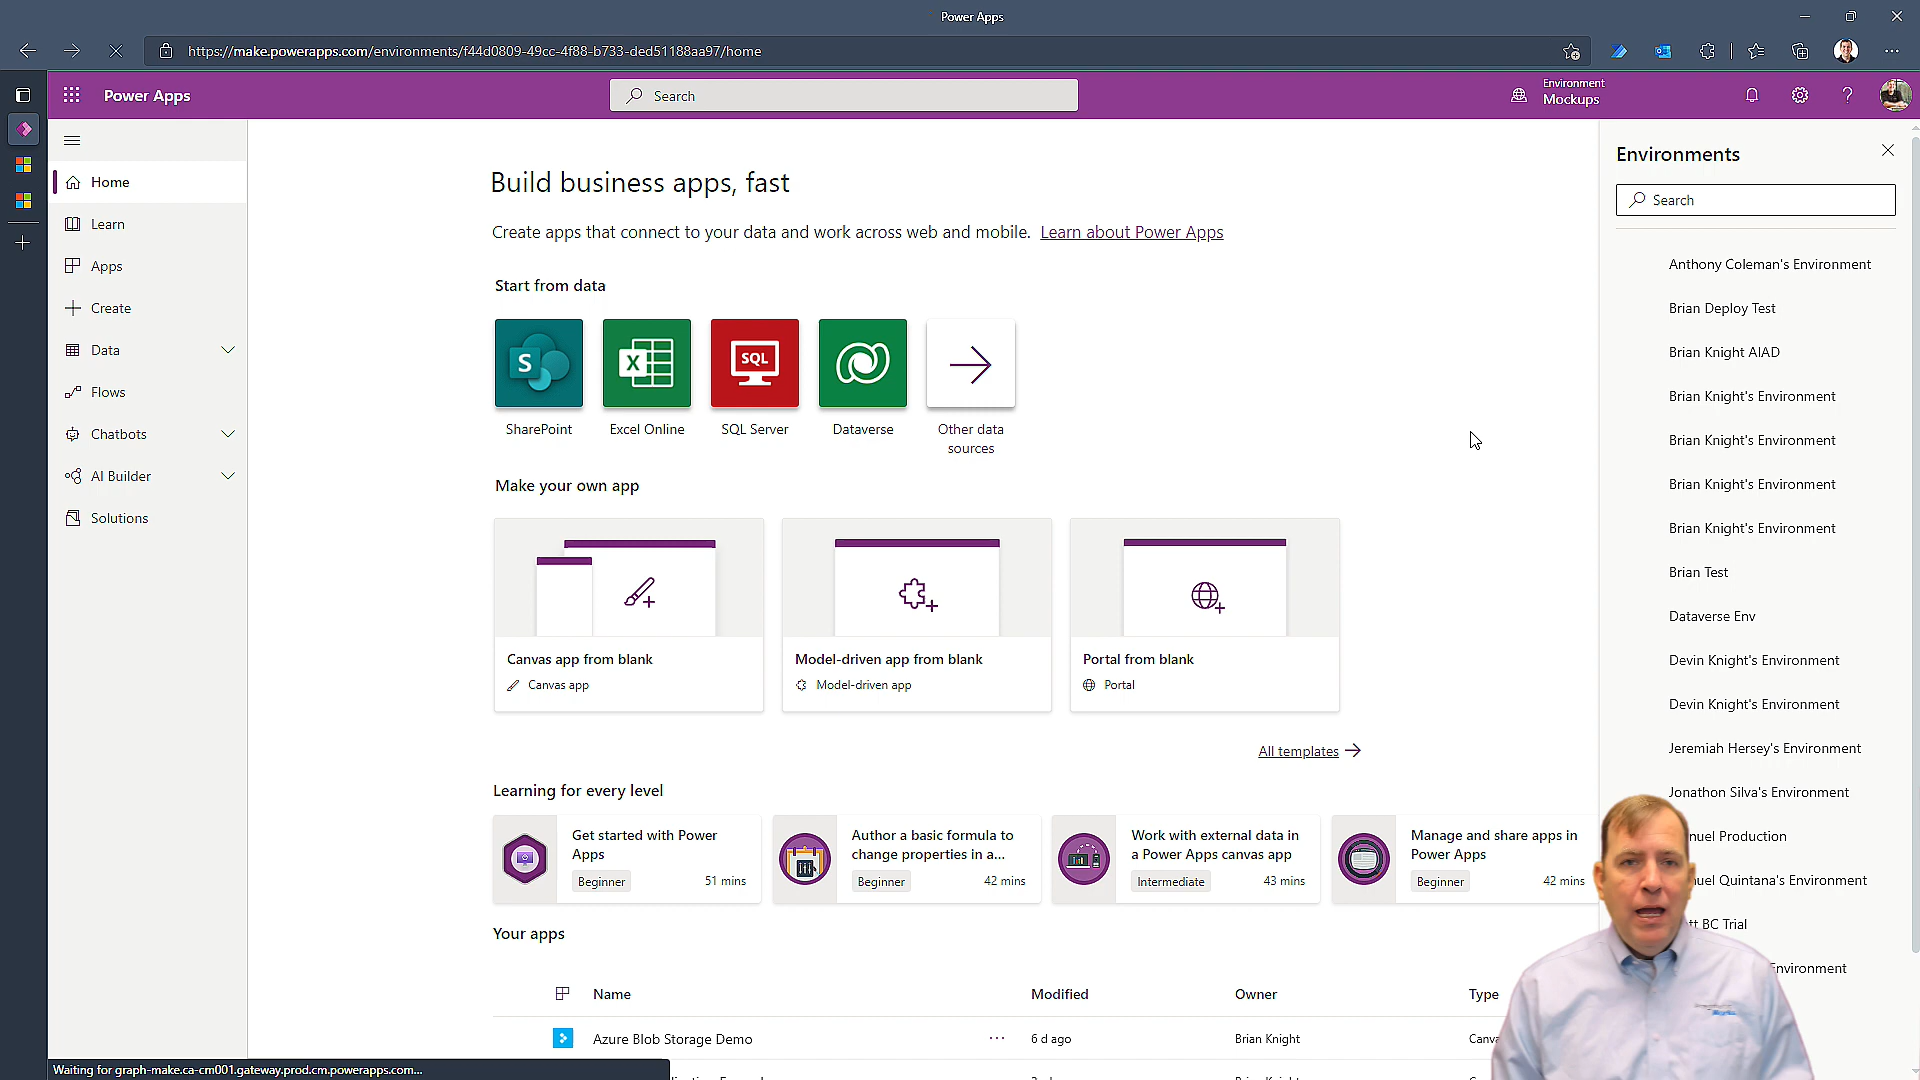 Power Apps
https://make.powerapps.com/environments/f44d0809-49cc-4f88-b733-ded51188aa97/home
Power Apps
Search
Environment
Mockups
Home
Learn
Apps
Create
Data
Flows
Chatbots
AI Builder
Solutions
Build business apps, fast
Create apps that connect to your data and work across web and mobile. Learn about Power Apps
Start from data
S
X
SQL
SharePoint
Excel Online
SQL Server
Dataverse
Other data
sources
Make your own app
Canvas app from blank
Canvas app
Model-driven app from blank
Model-driven app
Portal from blank
Portal
All templates
Learning for every level
Get started with Power
Apps
Beginner
51 mins
Author a basic formula to
change properties in a...
Beginner
42 mins
Work with external data in
a Power Apps canvas app
Intermediate
43 mins
Manage and share apps in
Power Apps
Beginner
42 mins
Your apps
Name
Modified
Owner
Type
Azure Blob Storage Demo
6 d ago
Brian Knight
Canva
Environments
Search
Anthony Coleman's Environment
Brian Deploy Test
Brian Knight AIAD
Brian Knight's Environment
Brian Knight's Environment
Brian Knight's Environment
Brian Knight's Environment
Brian Test
Dataverse Env
Devin Knight's Environment
Devin Knight's Environment
Jeremiah Hersey's Environment
Jonathon Silva's Environment
nuel Production
nuel Quintana's Environment
tt BC Trial
nvironment
Waiting for graph-make.ca-cm001.gateway.prod.cm.powerapps.com...